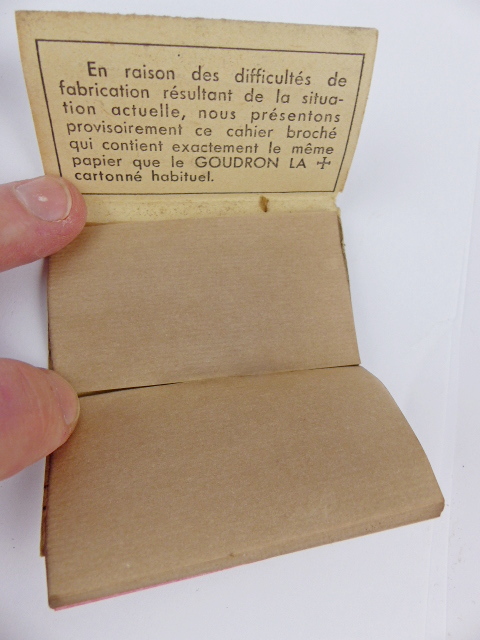 En raison des difficultés de
fabrication résultant de la situa-
tion actuelle, nous présentons
provisoirement ce cahier broché
qui contient exactement le même
papier que le GOUDRON LA ✢
cartonné habituel.